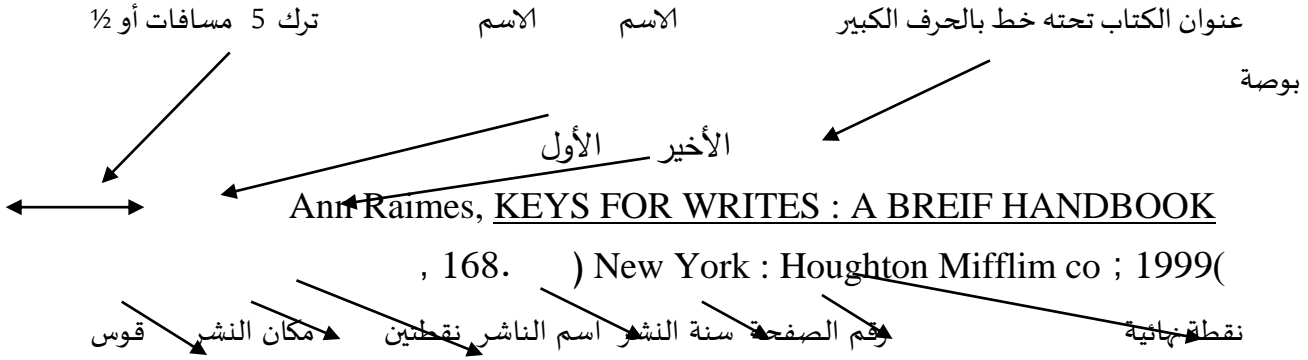 عنوان الكتاب تحته خط بالحرف الكبير الاسم الاسم ترك 5 مسافات أو ½
بوصة
الأخير الأول
Ann Raimes, KEYS FOR WRITES : A BREIF HANDBOOK
, 168. ) New York : Houghton Mifflim co ; 1999(
نقطة نهائية رقم الصفحة سنة النشر اسم الناشر نقطتين مكان النشر قوس